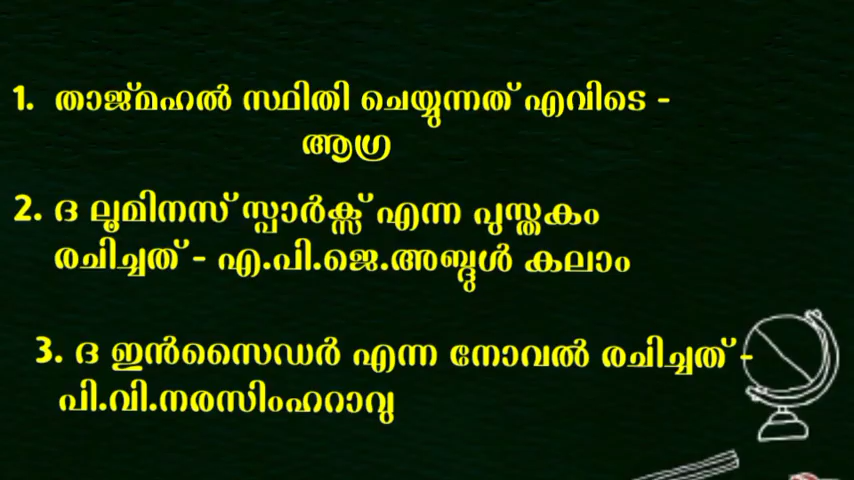 1. താജ്മഹൽ സ്ഥിതി ചെയ്യുന്നത് എവിടെ -
ആഗ്ര
2. ദ ലൂമിനസ് സ്പാർക്സ് എന്ന പുസ്തകം
രചിച്ചത് - എ.പി.ജെ.അബ്ദുൾ കലാം
3. ദ ഇൻസൈഡർ എന്ന നോവൽ രചിച്ചത് -
പി.വി.നരസിംഹറാവു